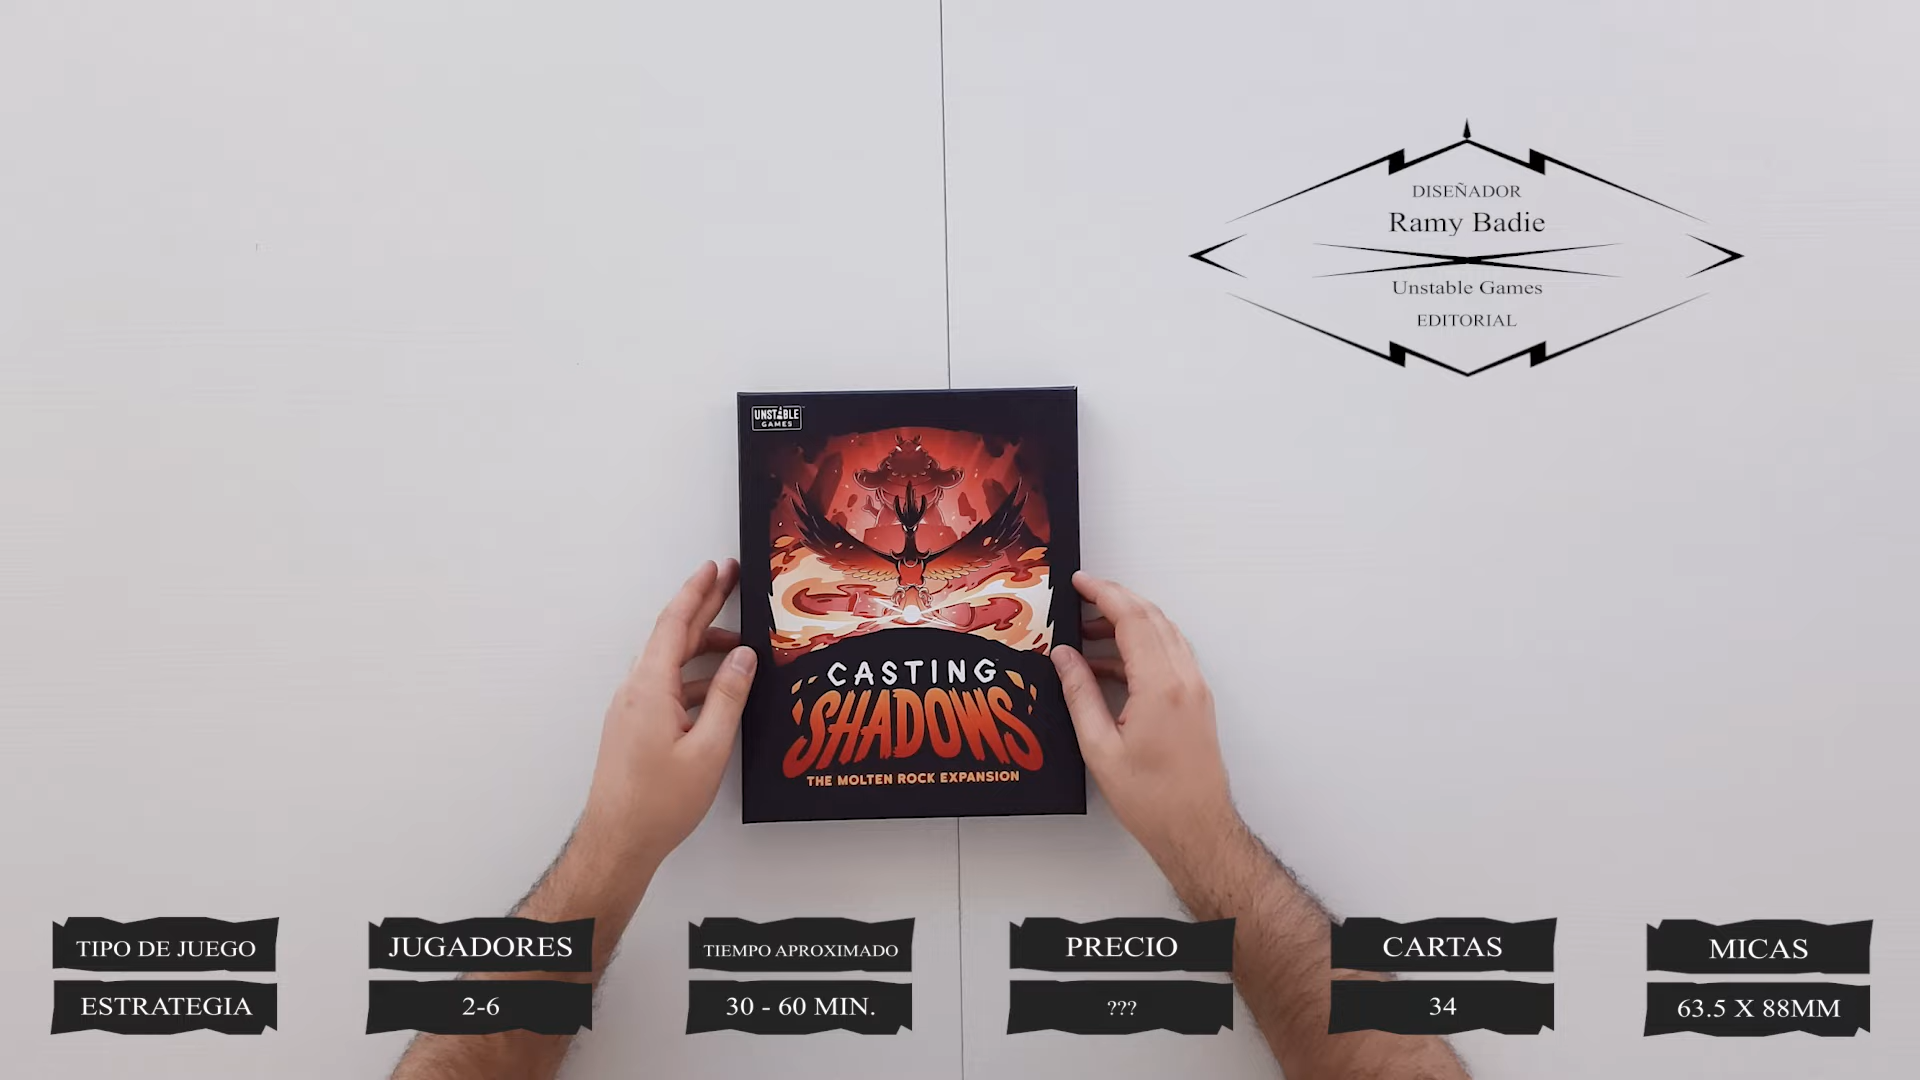 DISEÑADOR
Ramy Badie
Unstable Games
EDITORIAL
UNSTABLE
GAMES
CASTING
SHADOWS
THE MOLTEN ROCK EXPANSION
TIPO DE JUEGO
ESTRATEGIA
JUGADORES
2-6
TIEMPO APROXIMADO
30 - 60 MIN.
PRECIO
???
CARTAS
34
MICAS
63.5 X 88MM